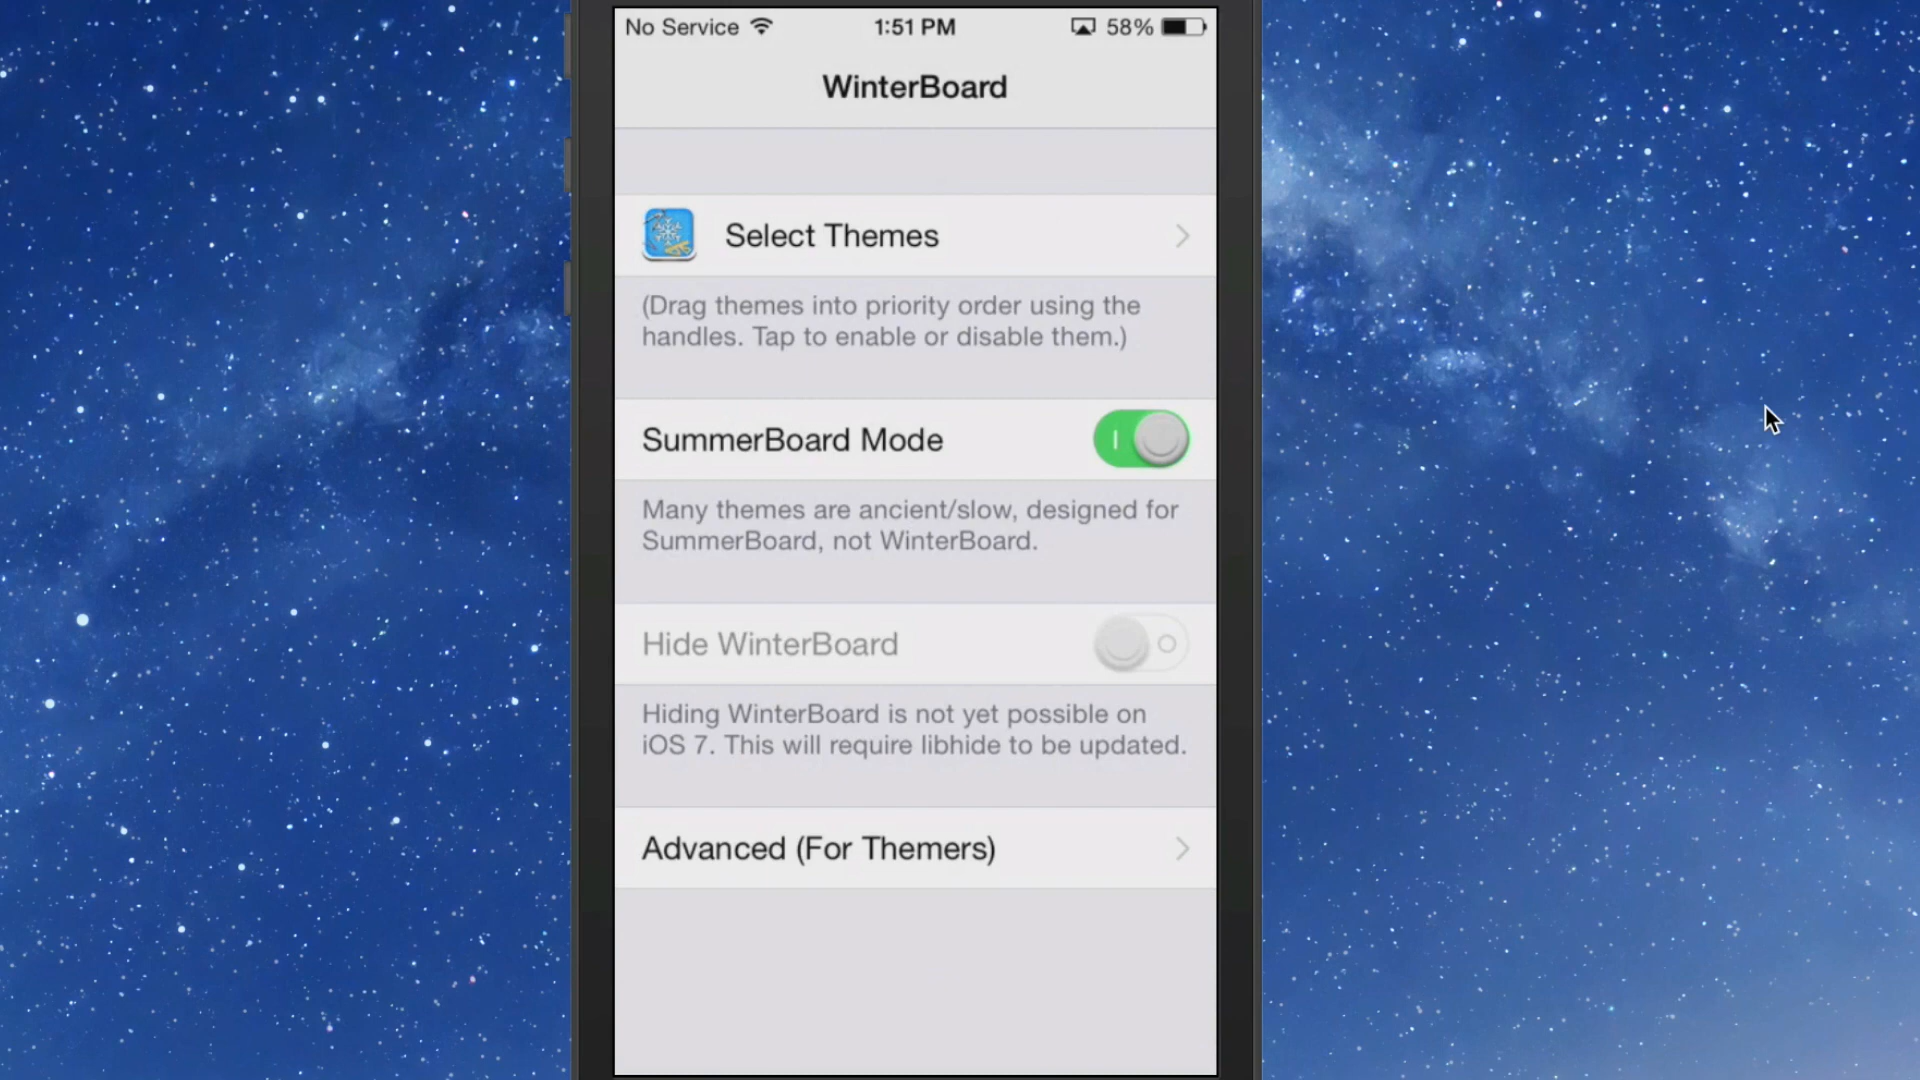 No Service 1:51 PM 58%
WinterBoard
Select Themes
(Drag themes into priority order using the
handles. Tap to enable or disable them.)
SummerBoard Mode
Many themes are ancient/slow, designed for
SummerBoard, not WinterBoard.
Hide WinterBoard
Hiding WinterBoard is not yet possible on
iOS 7. This will require libhide to be updated.
Advanced (For Themers)